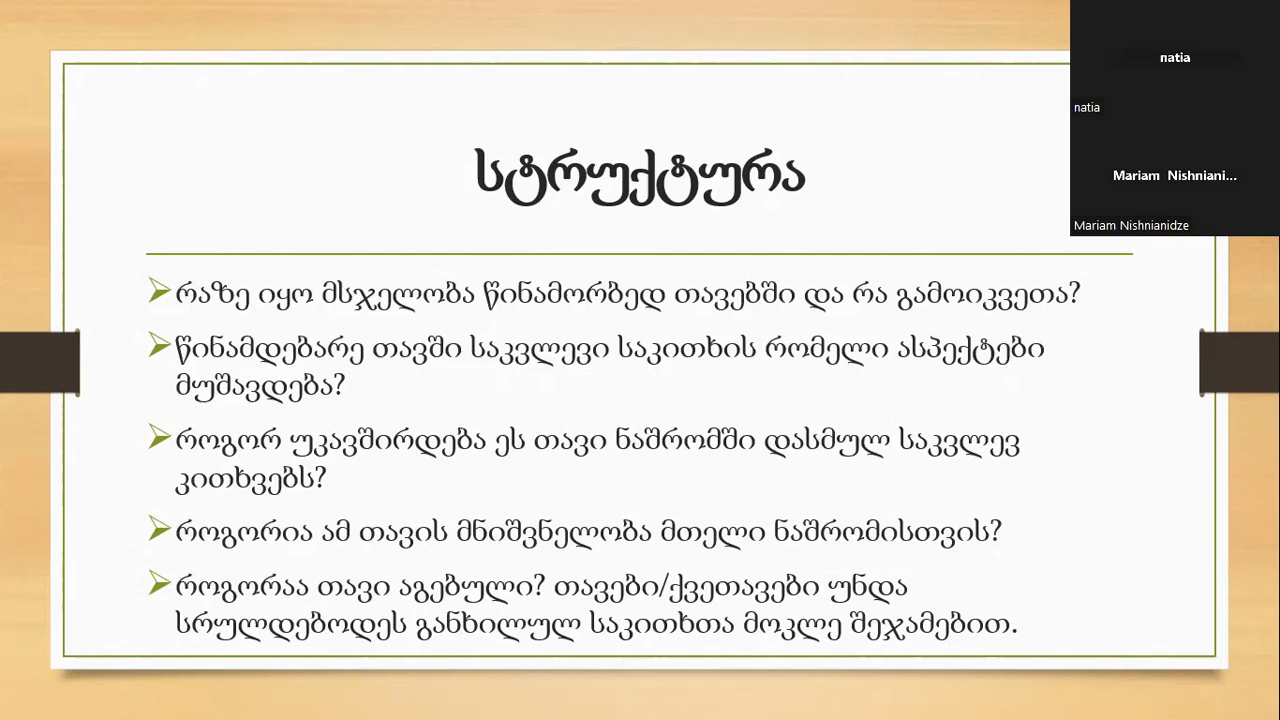 natia
natia
Mariam Nishniani...
Mariam Nishnianidze
სტრუქტურა
რაზე იყო მსჯელობა წინამორბედ თავებში და რა გამოიკვეთა?
წინამდებარე თავში საკვლევი საკითხის რომელი ასპექტები
მუშავდება?
როგორ უკავშირდება ეს თავი ნაშრომში დასმულ საკვლევ
კითხვებს?
როგორია ამ თავის მნიშვნელობა მთელი ნაშრომისთვის?
როგორაა თავი აგებული? თავები/ქვეთავები უნდა
სრულდებოდეს განხილულ საკითხთა მოკლე შეჯამებით.